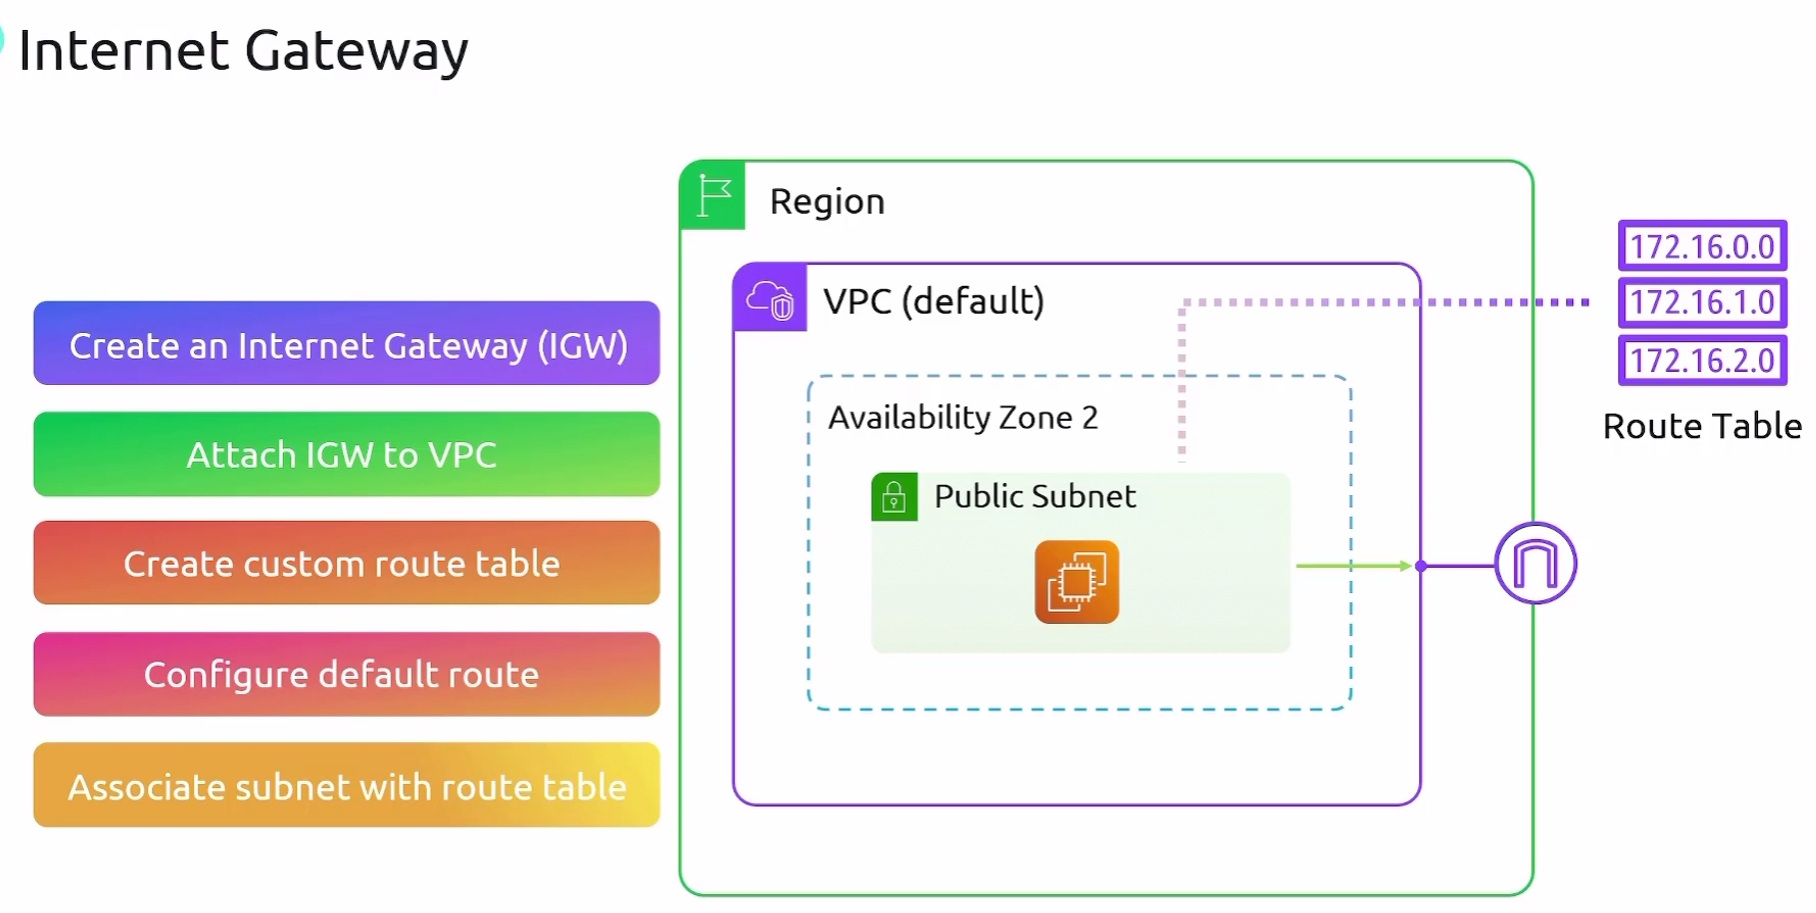 Internet Gateway
Create an Internet Gateway (IGW)
Attach IGW to VPC
Create custom route table
Configure default route
Associate subnet with route table
Region
VPC (default)
Availability Zone 2
Public Subnet
172.16.0.0
172.16.1.0
172.16.2.0
Route Table